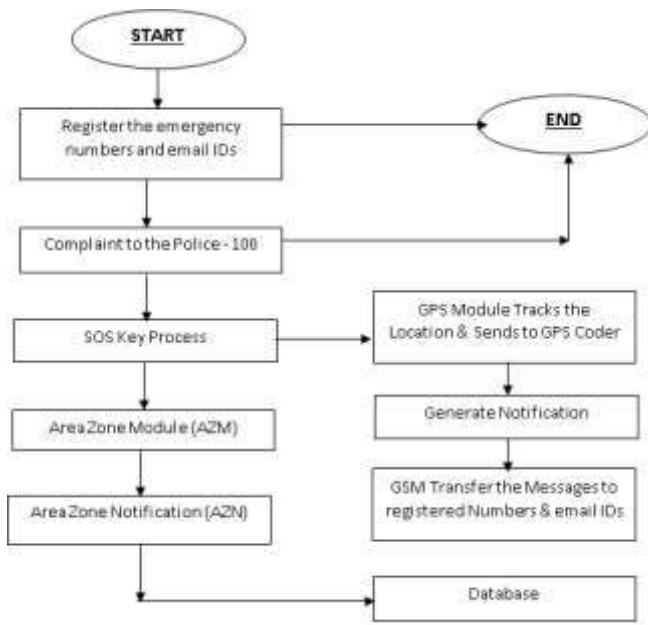 START
Register the emergency
numbers and email IDs
END
Complaint to the Police - 100
SOS Key Process
GPS Module Tracks the
Location & Sends to GPS Coder
Area Zone Module (AZM)
Generate Notification
Area Zone Notification (AZN)
GSM Transfer the Messages to
registered Numbers & email IDs
Database